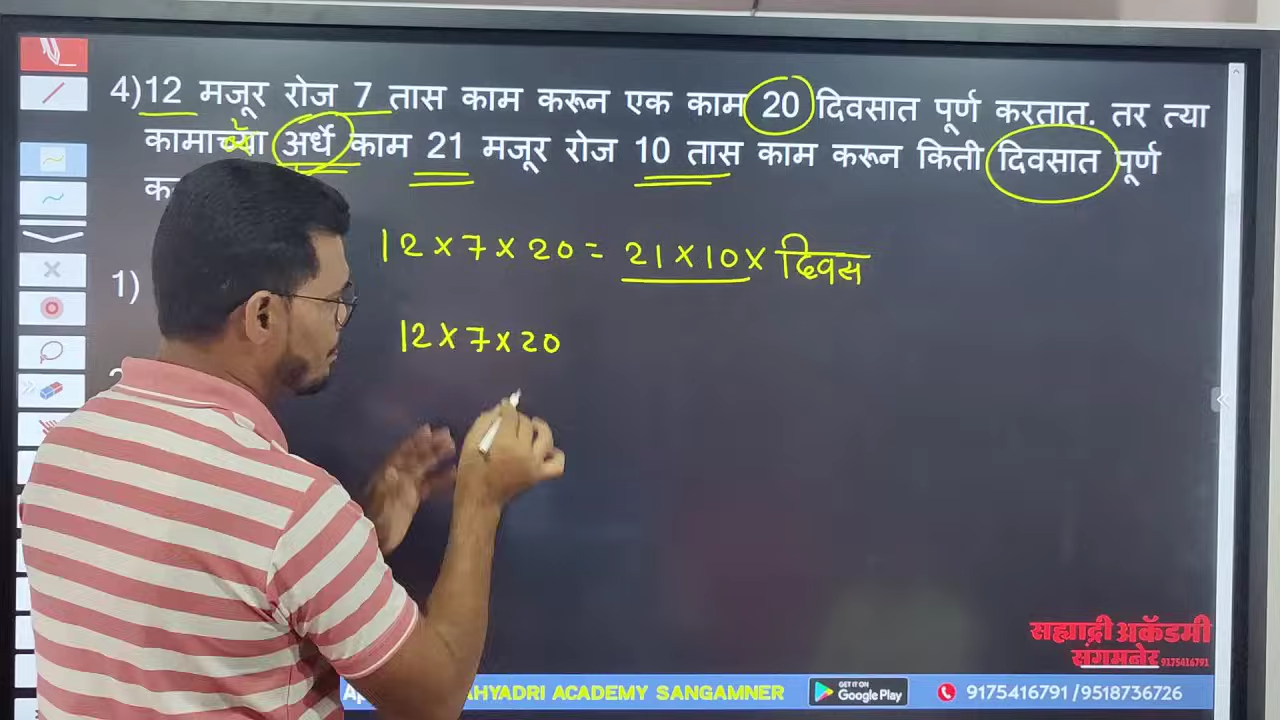 4)12 मजूर रोज 7 तास काम करून एक काम 20 दिवसात पूर्ण करतात. तर त्या
कामाच्या अर्धे काम 21 मजूर रोज 10 तास काम करून किती दिवसात पूर्ण
12 x 7 x 20 = 21 x 10 x दिवस
1)
12 x 7 x 20
सह्याद्री अकॅडमी
संगमनेर 9175416791
AHYADRI ACADEMY SANGAMNER GET IT ON Google Play 9175416791 /9518736726